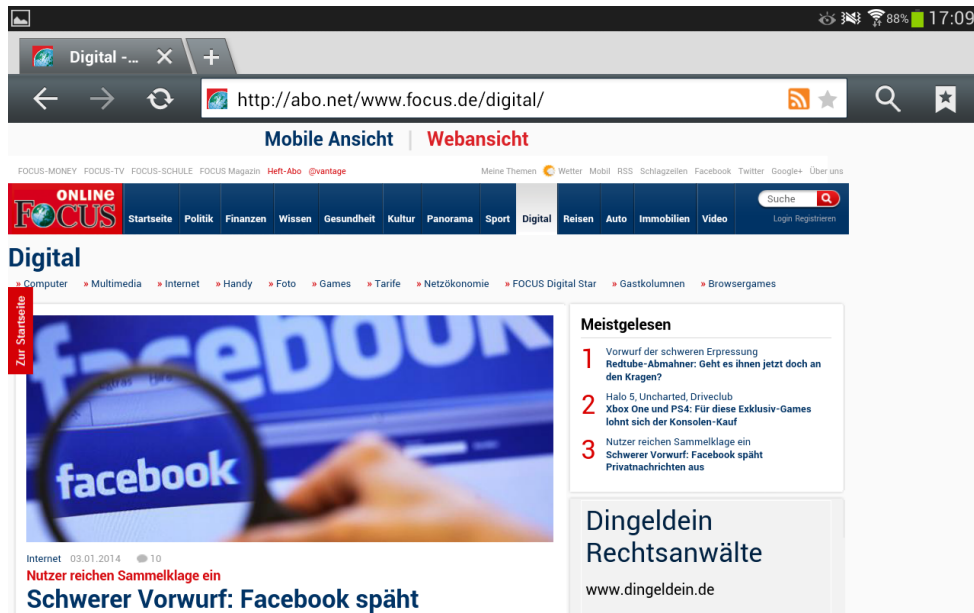 88% 17:09
Digital -...
http://abo.net/www.focus.de/digital/
Mobile Ansicht | Webansicht
FOCUS-MONEY FOCUS-TV FOCUS-SCHULE FOCUS Magazin Heft-Abo @vantage Meine Themen Wetter Mobil RSS Schlagzeilen Facebook Twitter Google+ Über uns
ONLINE
FOCUS
Startseite Politik Finanzen Wissen Gesundheit Kultur Panorama Sport Digital Reisen Auto Immobilien Video
Suche
Login Registrieren
Digital
» Computer » Multimedia » Internet » Handy » Foto » Games » Tarife » Netzökonomie » FOCUS Digital Star » Gastkolumnen » Browsergames
Zur Startseite
facebook
facebook
Internet 03.01.2014 10
Nutzer reichen Sammelklage ein
Schwerer Vorwurf: Facebook späht
Meistgelesen
1 Vorwurf der schweren Erpressung
Redtube-Abmahner: Geht es ihnen jetzt doch an
den Kragen?
2 Halo 5, Uncharted, Driveclub
Xbox One und PS4: Für diese Exklusiv-Games
lohnt sich der Konsolen-Kauf
3 Nutzer reichen Sammelklage ein
Schwerer Vorwurf: Facebook späht
Privatnachrichten aus
Dingeldein
Rechtsanwälte
www.dingeldein.de